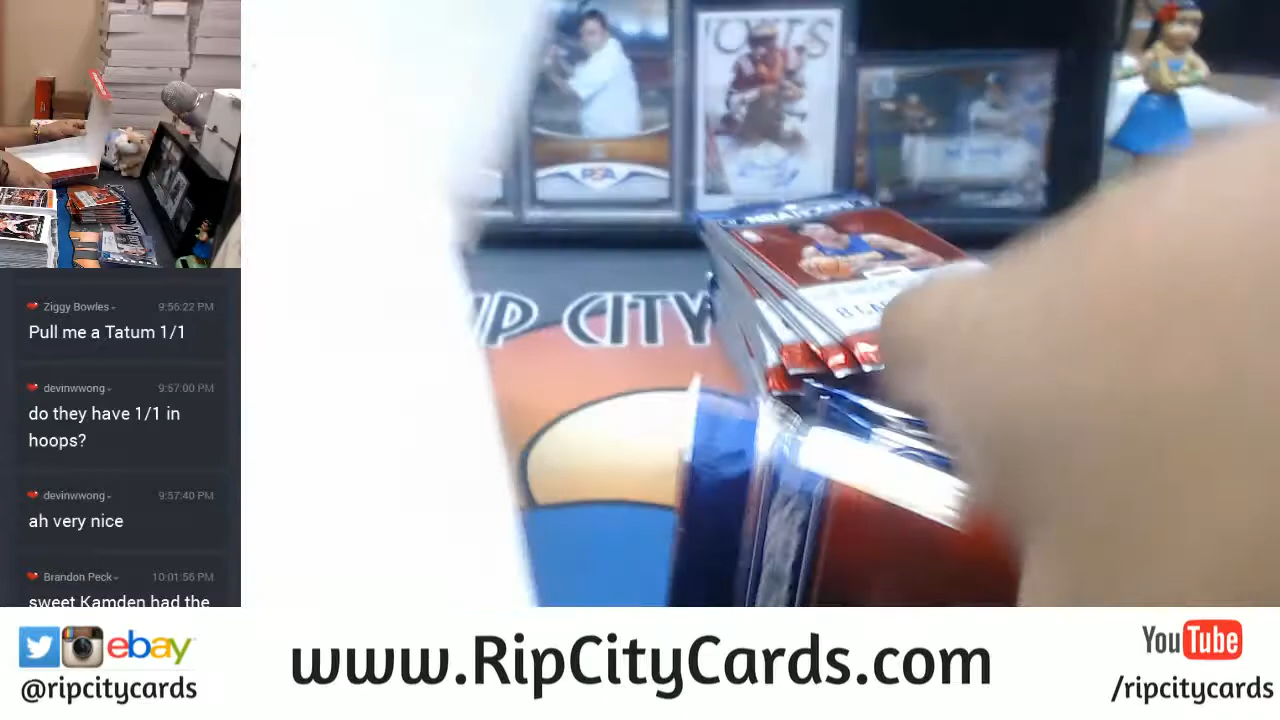 Ziggy Bowles 9:56:22 PM
Pull me a Tatum 1/1
devinwwong 9:57:00 PM
do they have 1/1 in
hoops?
devinwwong 9:57:40 PM
ah very nice
Brandon Peck 10:01:56 PM
sweet Kamden had the
CITY
PSA
ebay
@ripcitycards
www.RipCityCards.com
YouTube
/ripcitycards